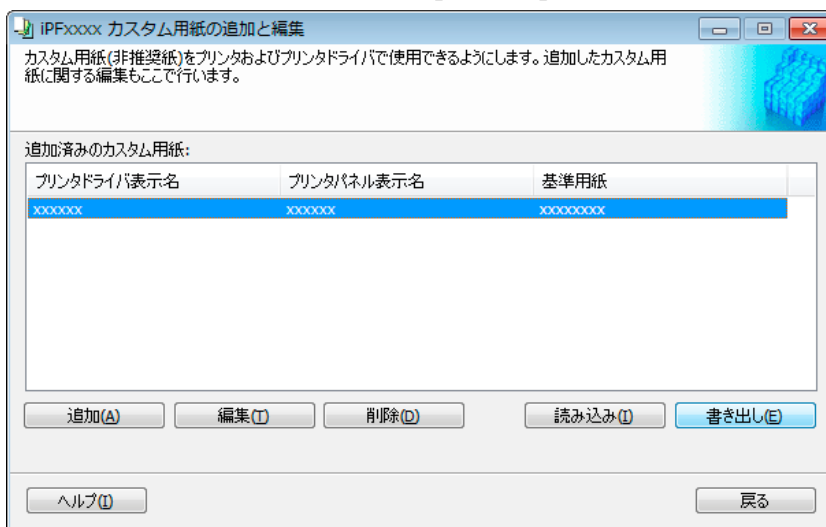 iPFxxxx カスタム用紙の追加と編集
カスタム用紙(非推奨紙)をプリンタおよびプリンタドライバで使用できるようにします。追加したカスタム用
紙に関する編集もここで行います。
追加済みのカスタム用紙:
プリンタドライバ表示名 プリンタパネル表示名 基準用紙
xxxxxx xxxxxx xxxxxxxx
追加(A) 編集(T) 削除(D) 読み込み(I) 書き出し(E)
ヘルプ(I) 戻る